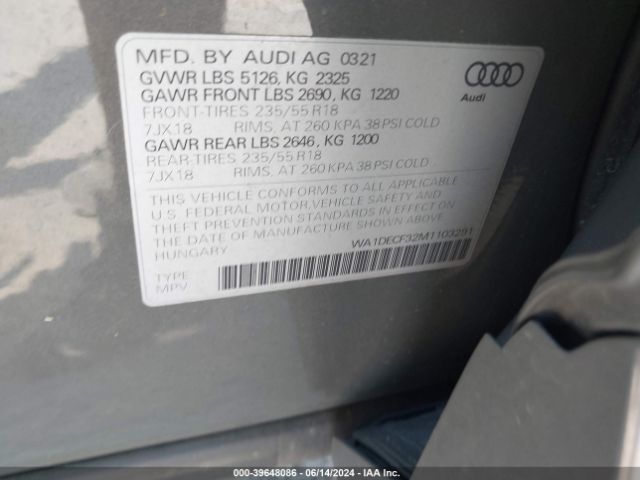 MFD. BY AUDI AG 03.21
GVWR LBS 5126, KG 2325
GAWR FRONT LBS 2690, KG 1220
FRONT-TIRES 235/55 R18
7JX18 RIMS, AT 260 KPA 38 PSI COLD
GAWR REAR LBS 2646, KG 1200
REAR-TIRES 235/55 R18
7JX18 RIMS, AT 260 KPA 38 PSI COLD
THIS VEHICLE CONFORMS TO ALL APPLICABLE
U.S. FEDERAL MOTOR VEHICLE SAFETY AND
THEFT PREVENTION STANDARDS IN EFFECT ON
DATE OF MANUFACTURE SHOWN ABOVE
HUNGARY
WA1DECF32M1103291
TYPE
MPV
Audi
000-39648086 - 06/14/2024 - IAA Inc.